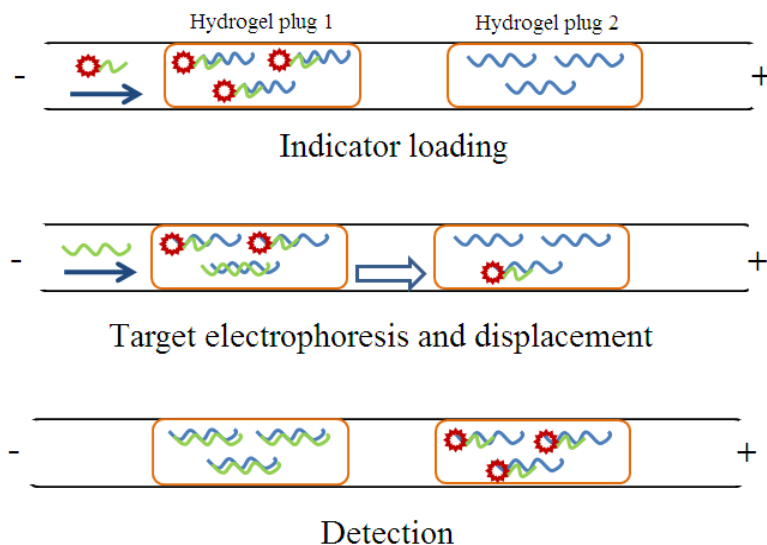 Hydrogel plug 1 Hydrogel plug 2
- +
Indicator loading
- +
Target electrophoresis and displacement
- +
Detection